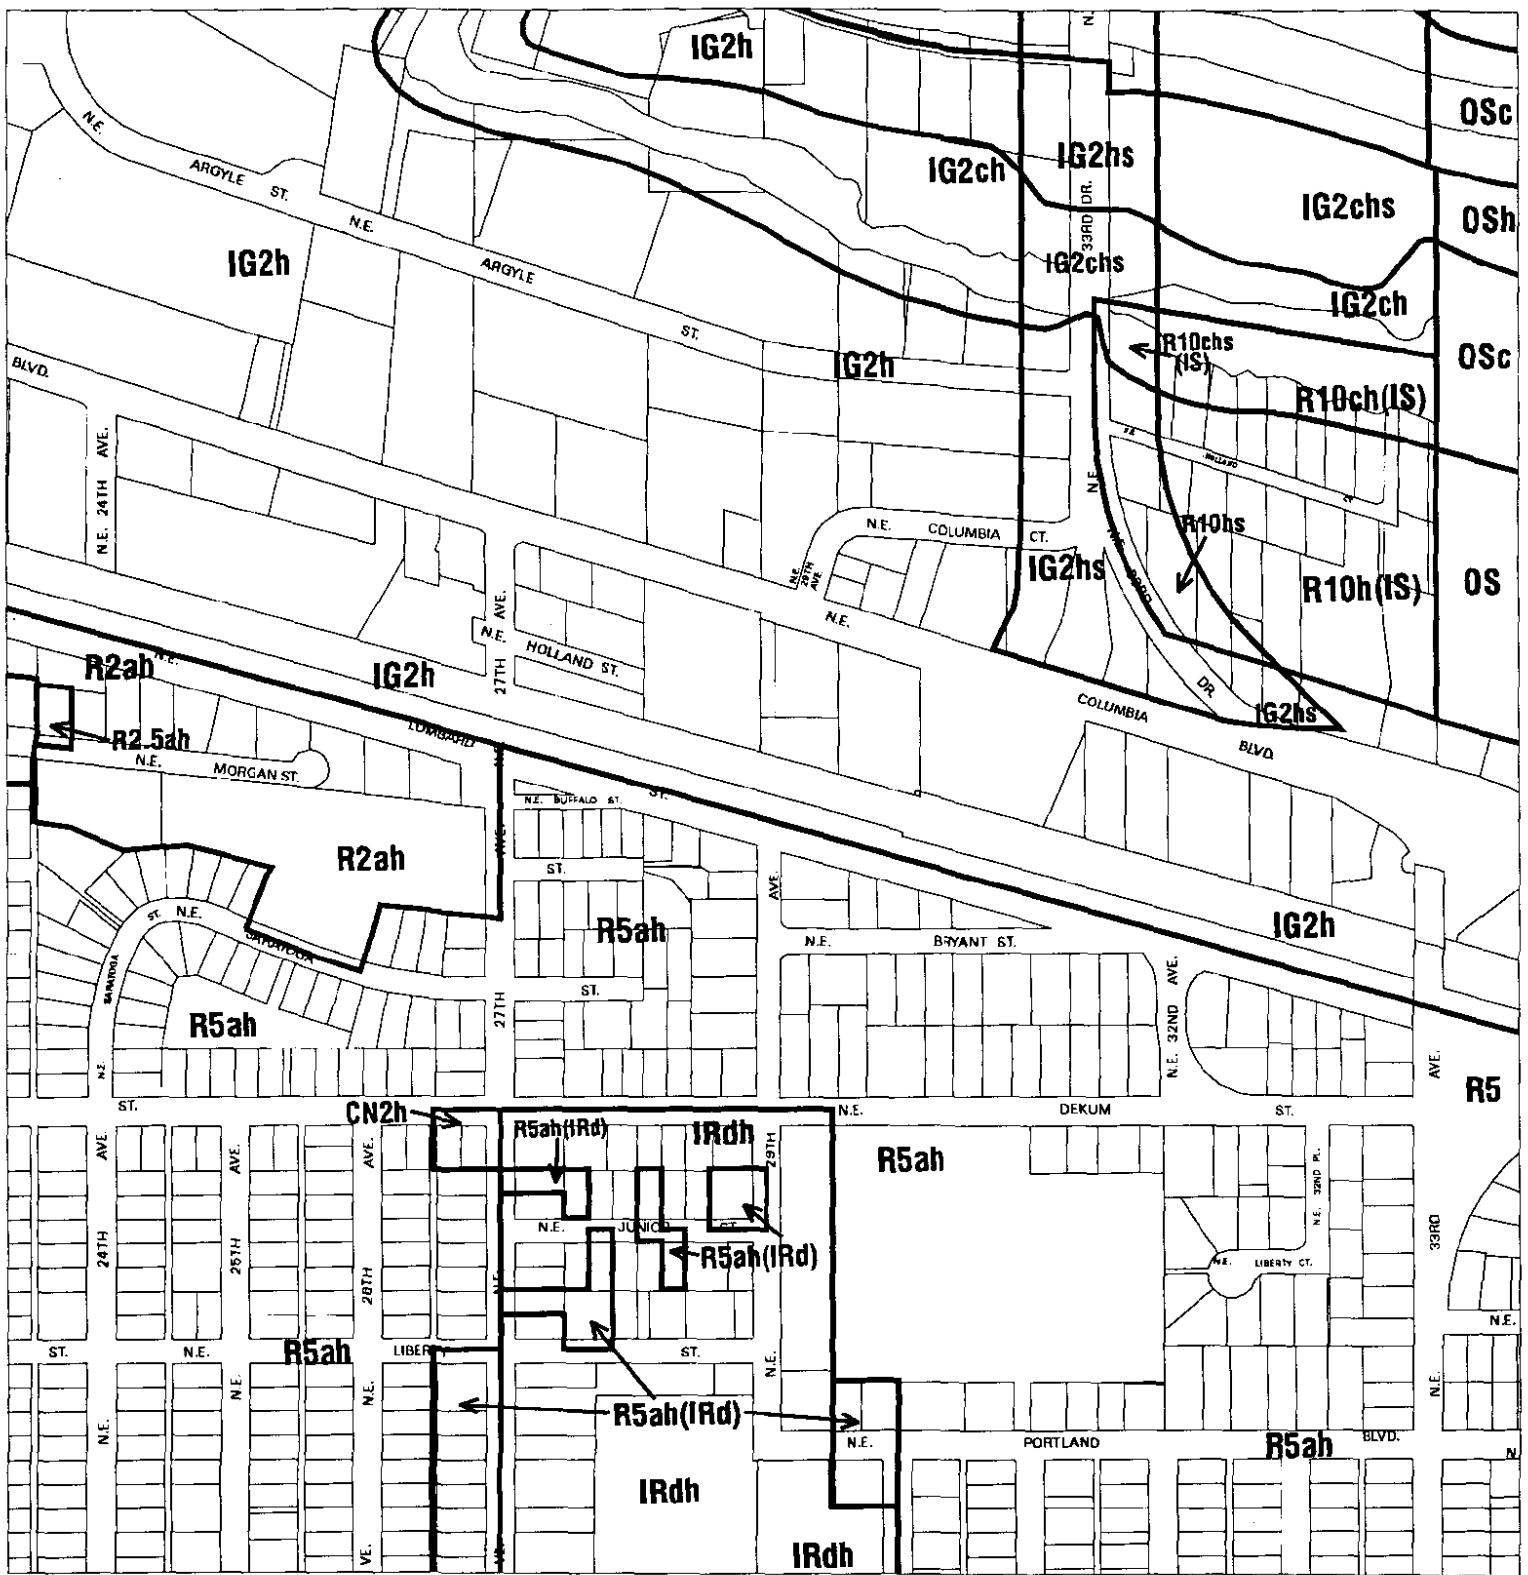 N.
IG2h
OSc
N.E.
IG2ch
IG2hs
ARGYLE
ST.
33RD DR.
IG2chs
OSh
N.E.
IG2h
ARGYLE
IG2chs
IG2ch
ST.
R10chs
(IS)
OSc
BLVD.
IG2h
R10ch(IS)
N.E. 24TH AVE.
N.E.
HOLLAND
N.E. COLUMBIA CT.
R10hs
IG2hs
N.E.
29TH
AVE
R10h(IS)
OS
AVE.
N.E.
N.E.
HOLLAND ST.
27TH
R2ah
N.E.
IG2h
DR.
COLUMBIA
IG2hs
LOMBARD
BLVD.
R2.5ah
N.E.
MORGAN ST.
ST.
N.E. BUFFALO ST.
R2ah
ST.
AVE.
ST. N.E.
SARATOGA
R5ah
IG2h
N.E. BRYANT ST.
SARATOGA
ST.
27TH
N.E. 32ND AVE.
R5ah
N.E.
AVE.
R5
ST.
CN2h
N.E.
DEKUM
ST.
R5ah(IRd)
IRdh
29TH
R5ah
AVE.
AVE.
AVE.
N.E. 32ND PL.
N.E.
JUNIOR
ST.
24TH
25TH
33RD
R5ah(IRd)
N.E. LIBERTY CT.
26TH
N.E.
N.E.
ST.
N.E.
R5ah
LIBERTY
ST.
N.E.
N.E.
N.E.
N.E.
N.E.
R5ah(IRd)
N.E.
PORTLAND
R5ah
BLVD.
N
IRdh
IRdh
VE.
VE.